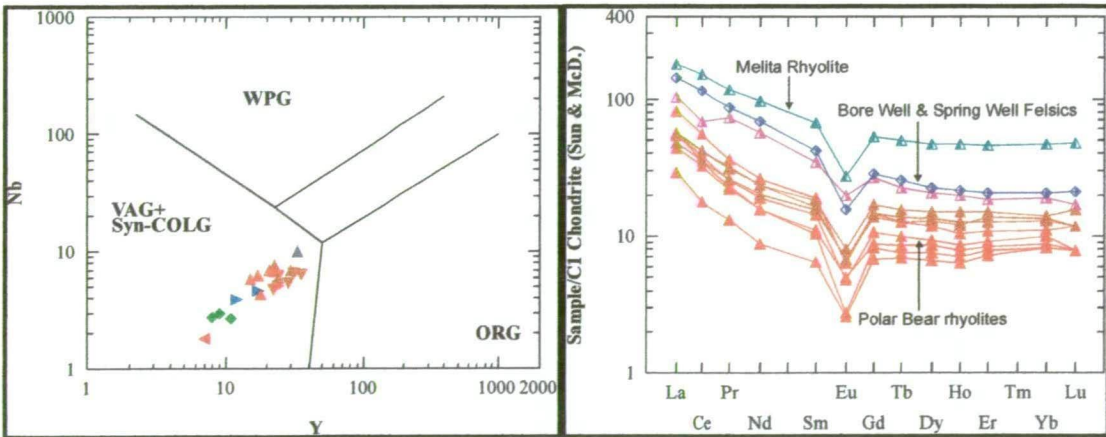 1000
100
10
1
Nb
WPG
VAG+
Syn-COLG
ORG
1
10
100
1000 2000
Y
400
100
10
1
Sample/C1 Chondrite (Sun & McD.)
Melita Rhyolite
Bore Well & Spring Well Felsics
Polar Bear rhyolites
La
Pr
Eu
Tb
Ho
Tm
Lu
Ce
Nd
Sm
Gd
Dy
Er
Yb